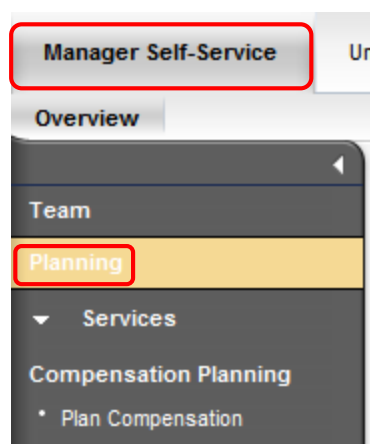 Manager Self-Service
Overview
Team
Planning
Services
Compensation Planning
• Plan Compensation